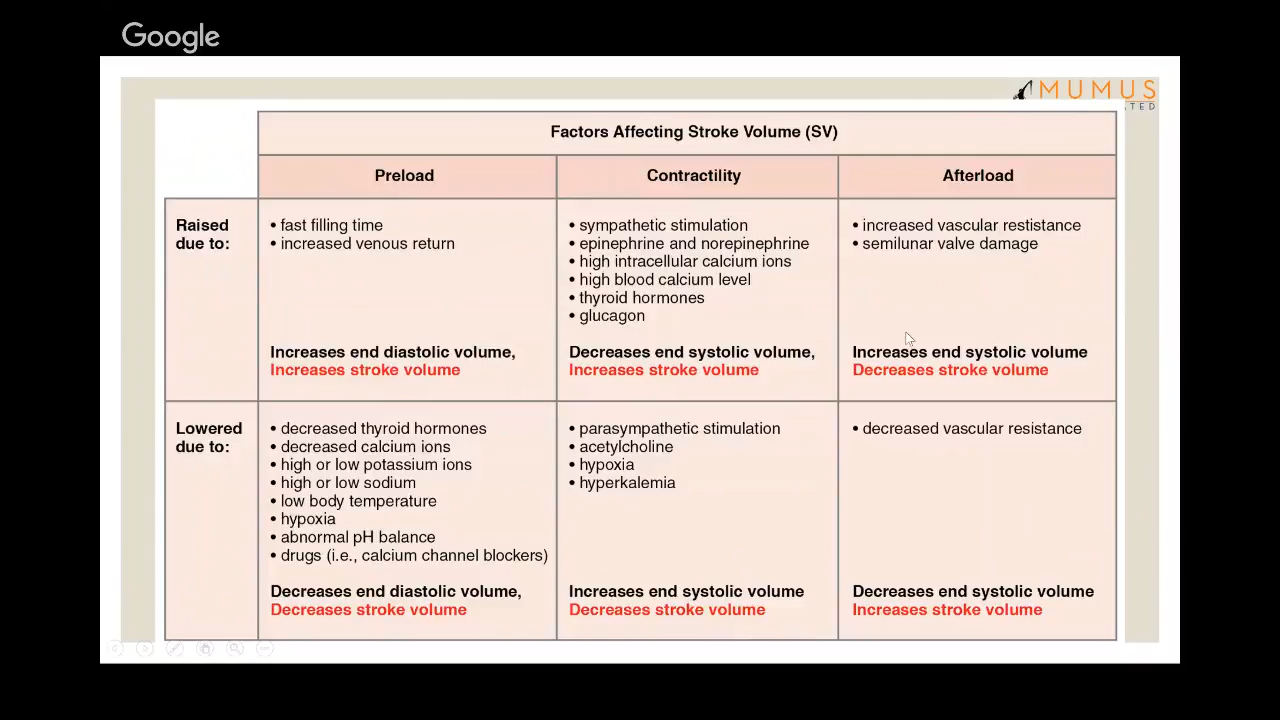 Google
MUMUS
TED
Factors Affecting Stroke Volume (SV)
Preload
Contractility
Afterload
Raised
due to:
• fast filling time
• increased venous return
Increases end diastolic volume,
Increases stroke volume
• sympathetic stimulation
• epinephrine and norepinephrine
• high intracellular calcium ions
• high blood calcium level
• thyroid hormones
• glucagon
Decreases end systolic volume,
Increases stroke volume
• increased vascular restistance
• semilunar valve damage
Increases end systolic volume
Decreases stroke volume
Lowered
due to:
• decreased thyroid hormones
• decreased calcium ions
• high or low potassium ions
• high or low sodium
• low body temperature
• hypoxia
• abnormal pH balance
• drugs (i.e., calcium channel blockers)
Decreases end diastolic volume,
Decreases stroke volume
• parasympathetic stimulation
• acetylcholine
• hypoxia
• hyperkalemia
Increases end systolic volume
Decreases stroke volume
• decreased vascular resistance
Decreases end systolic volume
Increases stroke volume